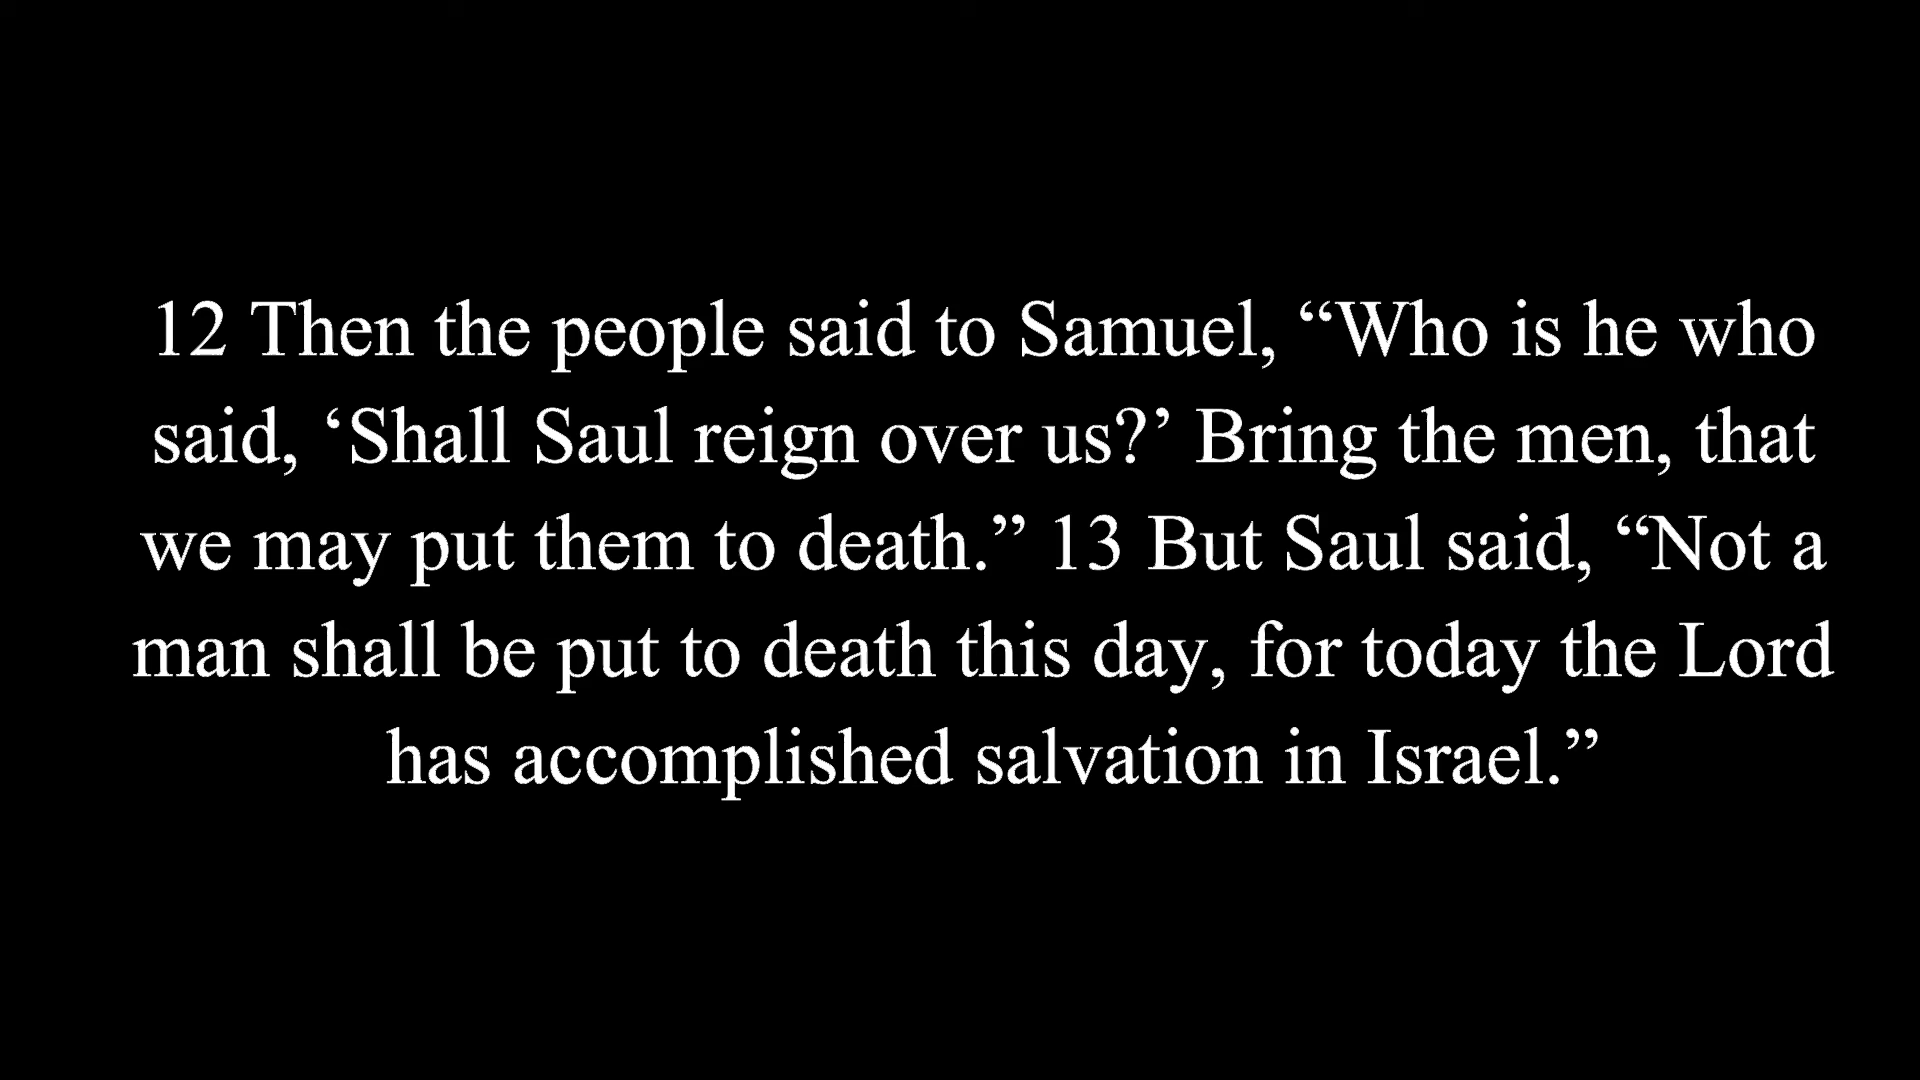 12 Then the people said to Samuel, “Who is he who
said, ‘Shall Saul reign over us?’ Bring the men, that
we may put them to death.” 13 But Saul said, “Not a
man shall be put to death this day, for today the Lord
has accomplished salvation in Israel.”